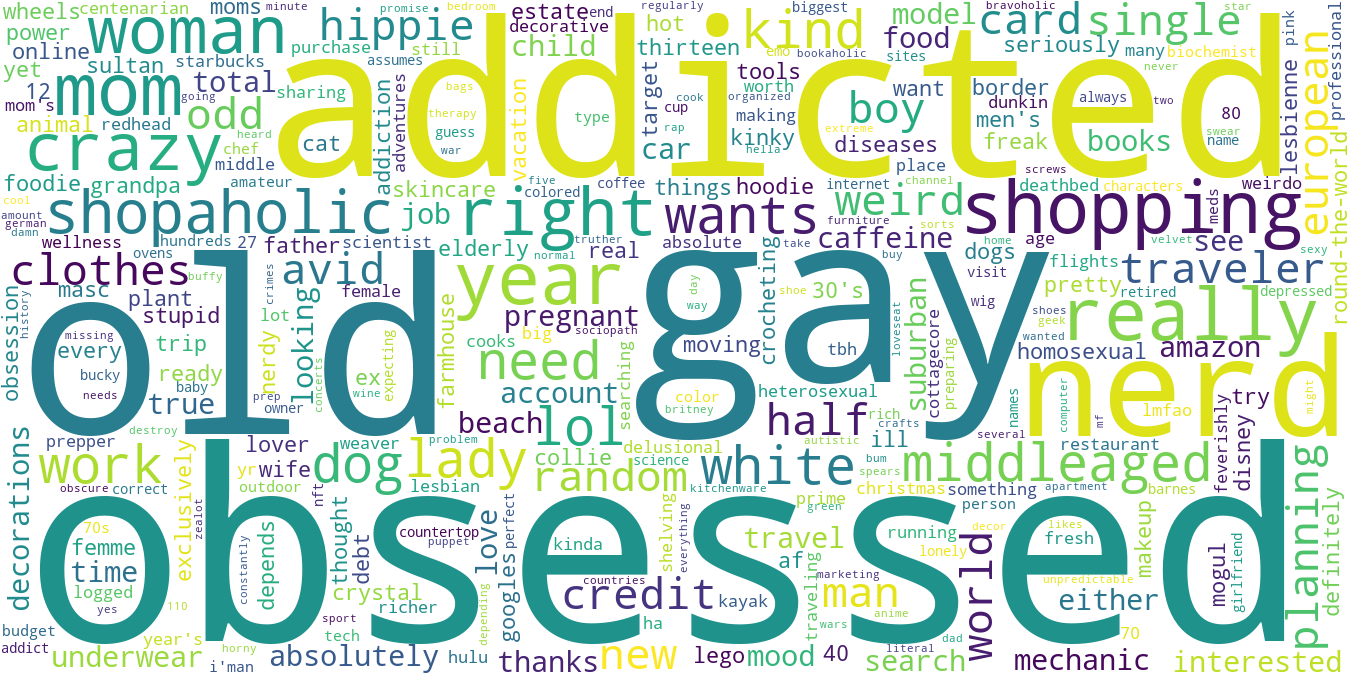 wheels centenarian moms hippie estate end regularly minute promise bedroom biggest bravoholic star
power woman decorative kind model card single pink professional
online sultan purchase still child hot emo bookaholic food sites seriously many biochemist
yet starbucks assumes thirteen never european
12 total sharing addicted tools worth want border
mom's mom going odd adventures bags vacation target cup cook organized boy dunkin always two 80
animal redhead heard addiction therapy type rap making extreme men's books swear name
crazy chef cat guess war car hella kinky diseases freak lesbienne
middle place screws
foodie grandpa amateur skincare five colored coffee things hoodie internet channel deathbed characters weirdo
cool shopaholic job right wants weird shopping meds round-the-world
amount german damn furniture sorts velvet sexy
wellness hundreds 27 father scientist elderly truther normal real absolute take caffeine dogs home age see
clothes ovens old avid year gay buy visit flights traveler
masc buffy crimes female shoe 30's wig pretty retired depressed
obsession history plant stupid looking farmhouse pregnant sociopath day way crocheting loveseat suburban cottagecore shoes geek wanted really
missing trip lot expecting cooks big moving tbh preparing homosexual amazon
every nerdy ex need searching nerd might
bucky ready baby concerts wine account color britney heterosexual rich names computer mf lmfao try
needs true prep owner beach lol half crafts
decorations prepper destroy lover weaver problem delusional autistic ill several restaurant feverishly disney
work yr wife dog lady collie science random white bum spears middleaged planning
obscure correct exclusively outdoor lesbian kitchenware prime green christmas something person apartment barnes
70s zealot nft countertop puppet perfect shelving everything travel running decor likes
femme obsessed thought debt love kinda af lonely fresh makeup definitely
time depends countries marketing unpredictable mogul girlfriend
logged constantly crystal googles credit kayak man world either
yes 110 richer depending ha traveling anime
budget year's sport tech wars dad 70
addict underwear horny hulu thanks new lego mood 40 literal search mechanic interested
i'man absolutely